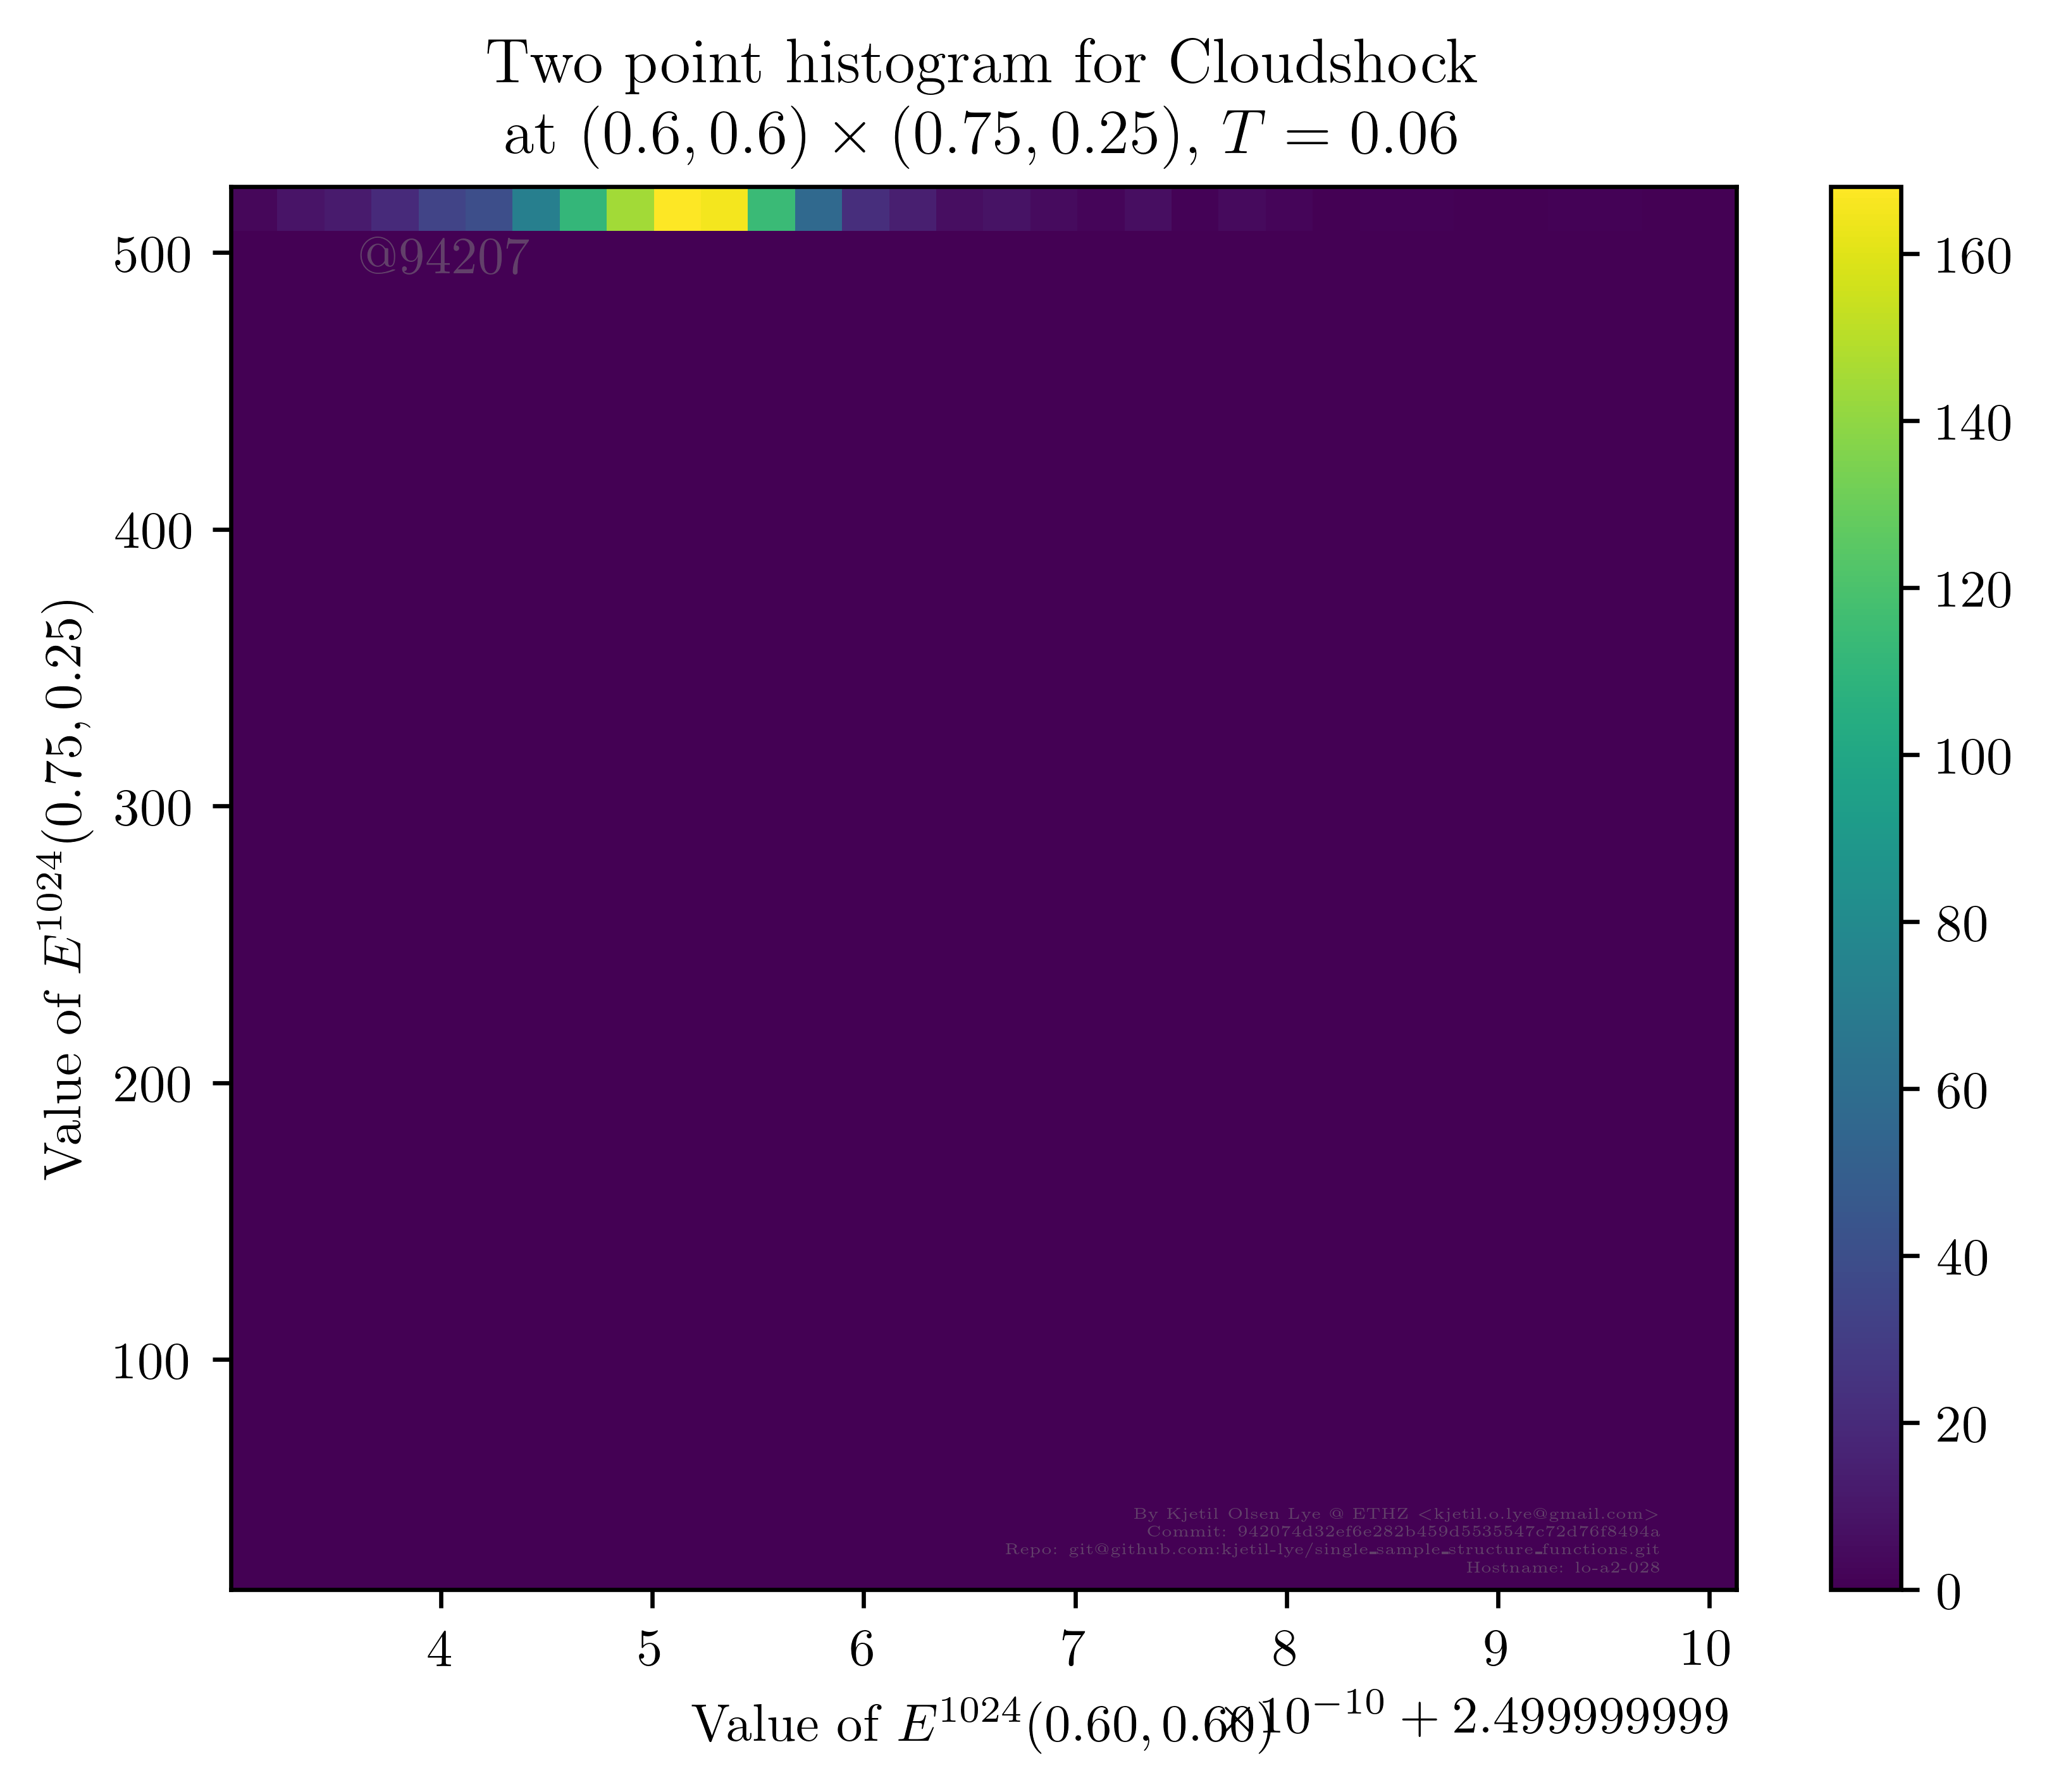 Two point histogram for Cloudshock
at (0.6, 0.6) × (0.75, 0.25), T = 0.06
@94207
500
400
300
200
100
Value of E^1024(0.75, 0.25)
160
140
120
100
80
60
40
20
0
By Kjetil Olsen Lye @ ETHZ <kjetil.o.lye@gmail.com>
Commit: 942074d32ef6e282b459d5535547c72d76f8494a
Repo: git@github.com:kjetil-lye/single_sample_structure_functions.git
Hostname: lo-a2-028
4 5 6 7 8 9 10
Value of E^1024(0.60, 0.60)
×10^−10 + 2.499999999